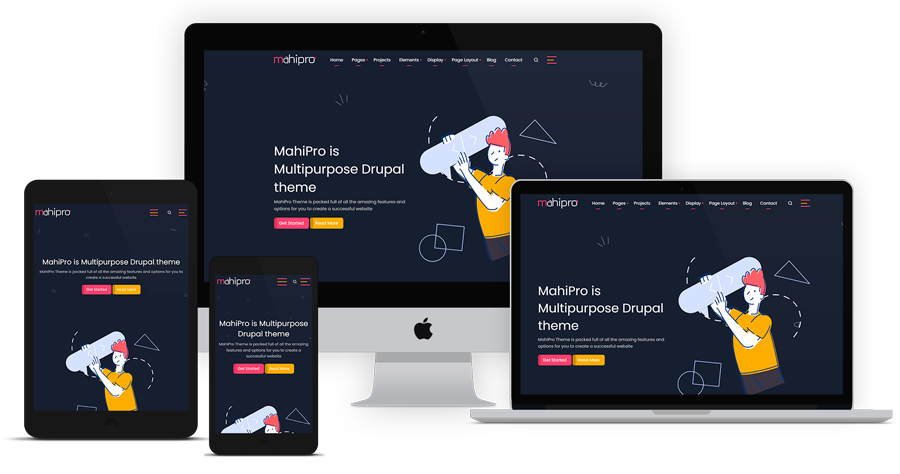 mahipro
Home Pages Projects Elements Display Page Layout Blog Contact
MahiPro is
Multipurpose Drupal
theme
MahiPro Theme is packed full of all the amazing features and
options for you to create a successful website
Get Started Read More
mahipro
MahiPro is Multipurpose Drupal theme
MahiPro Theme is packed full of all the amazing features and options for you to
create a successful website
Get Started Read More
mahipro
MahiPro is Multipurpose
Drupal theme
MahiPro Theme is packed full of all the amazing
features and options for you to create a
successful website
Get Started Read More
mahipro
Home Pages Projects Elements Display Page Layout Blog Contact
MahiPro is
Multipurpose Drupal
theme
MahiPro Theme is packed full of all the amazing features and
options for you to create a successful website
Get Started Read More